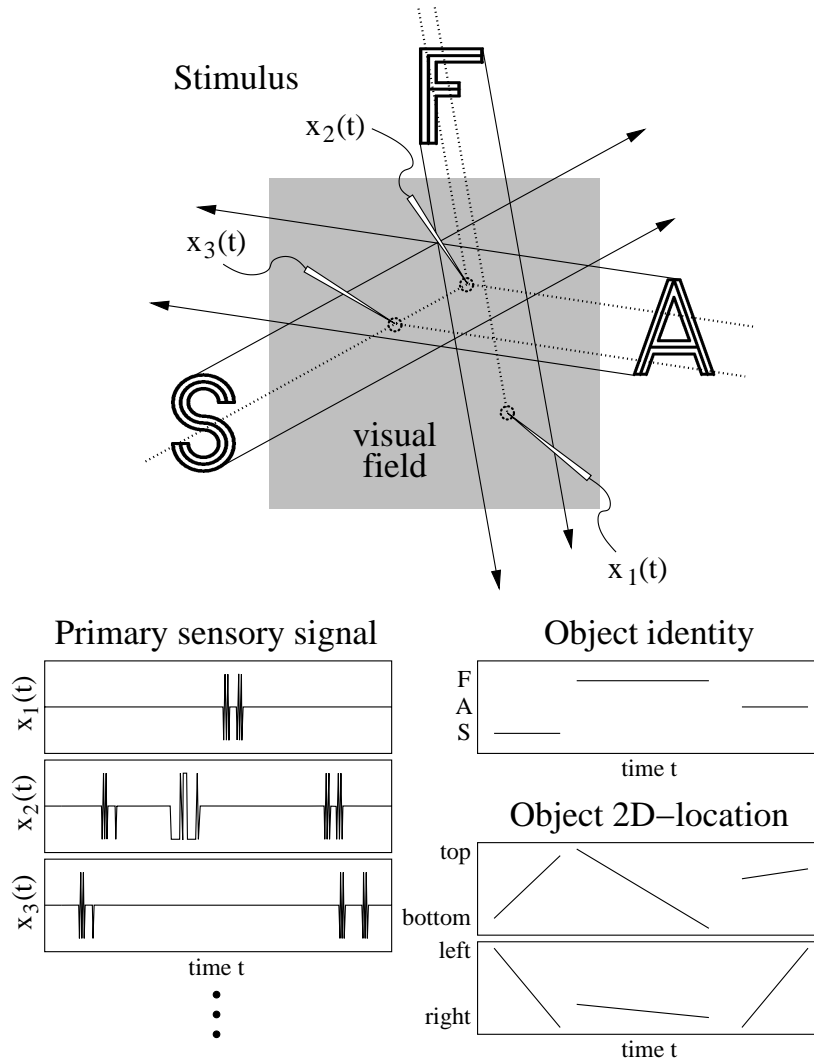 F
Stimulus
x2(t)
x3(t)
A
S
visual
field
x1(t)
Primary sensory signal
x1(t)
x2(t)
x3(t)
time t
Object identity
F
A
S
time t
Object 2D−location
top
bottom
left
right
time t